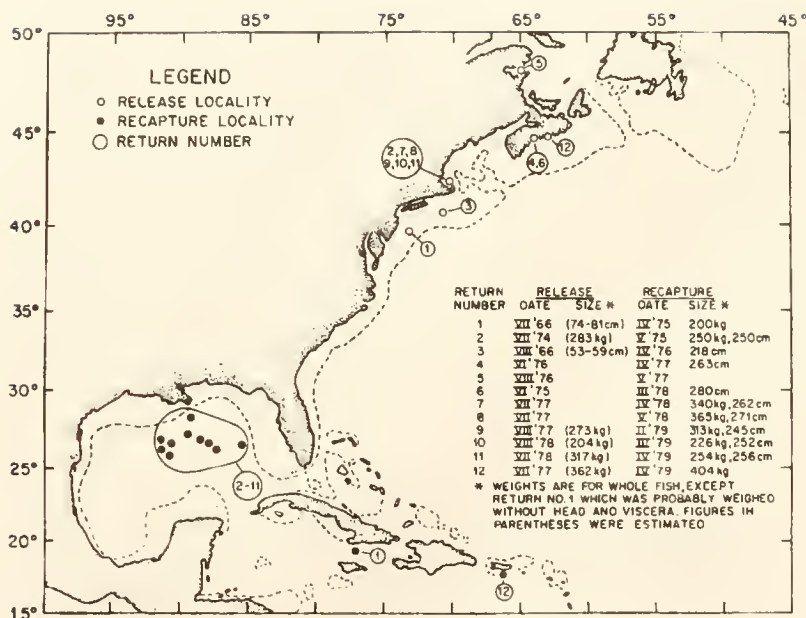 95° 85° 75° 65° 55° 45°
50°
45°
40°
35°
30°
25°
20°
15°
LEGEND
○ RELEASE LOCALITY
● RECAPTURE LOCALITY
◯ RETURN NUMBER
5
12
4,6
2,7,8
9,10,11
3
1
2-11
1
12
RETURN RELEASE RECAPTURE
NUMBER DATE SIZE * DATE SIZE *
1 VII '66 (74-81cm) IV '75 200kg
2 VII '74 (283kg) V '75 250kg,250cm
3 VIII '66 (53-59cm) IV '76 218cm
4 VI '76 IV '77 263cm
5 VIII '76 V '77
6 VI '75 III '78 280cm
7 VII '77 IV '78 340kg,262cm
8 VII '77 V '78 365kg,271cm
9 VIII '77 (273kg) II '79 313kg,245cm
10 VIII '78 (204kg) III '79 226kg,252cm
11 VII '78 (317kg) IV '79 254kg,256cm
12 VII '77 (362kg) IV '79 404kg
* WEIGHTS ARE FOR WHOLE FISH, EXCEPT
RETURN NO. 1 WHICH WAS PROBABLY WEIGHED
WITHOUT HEAD AND VISCERA. FIGURES IN
PARENTHESES WERE ESTIMATED